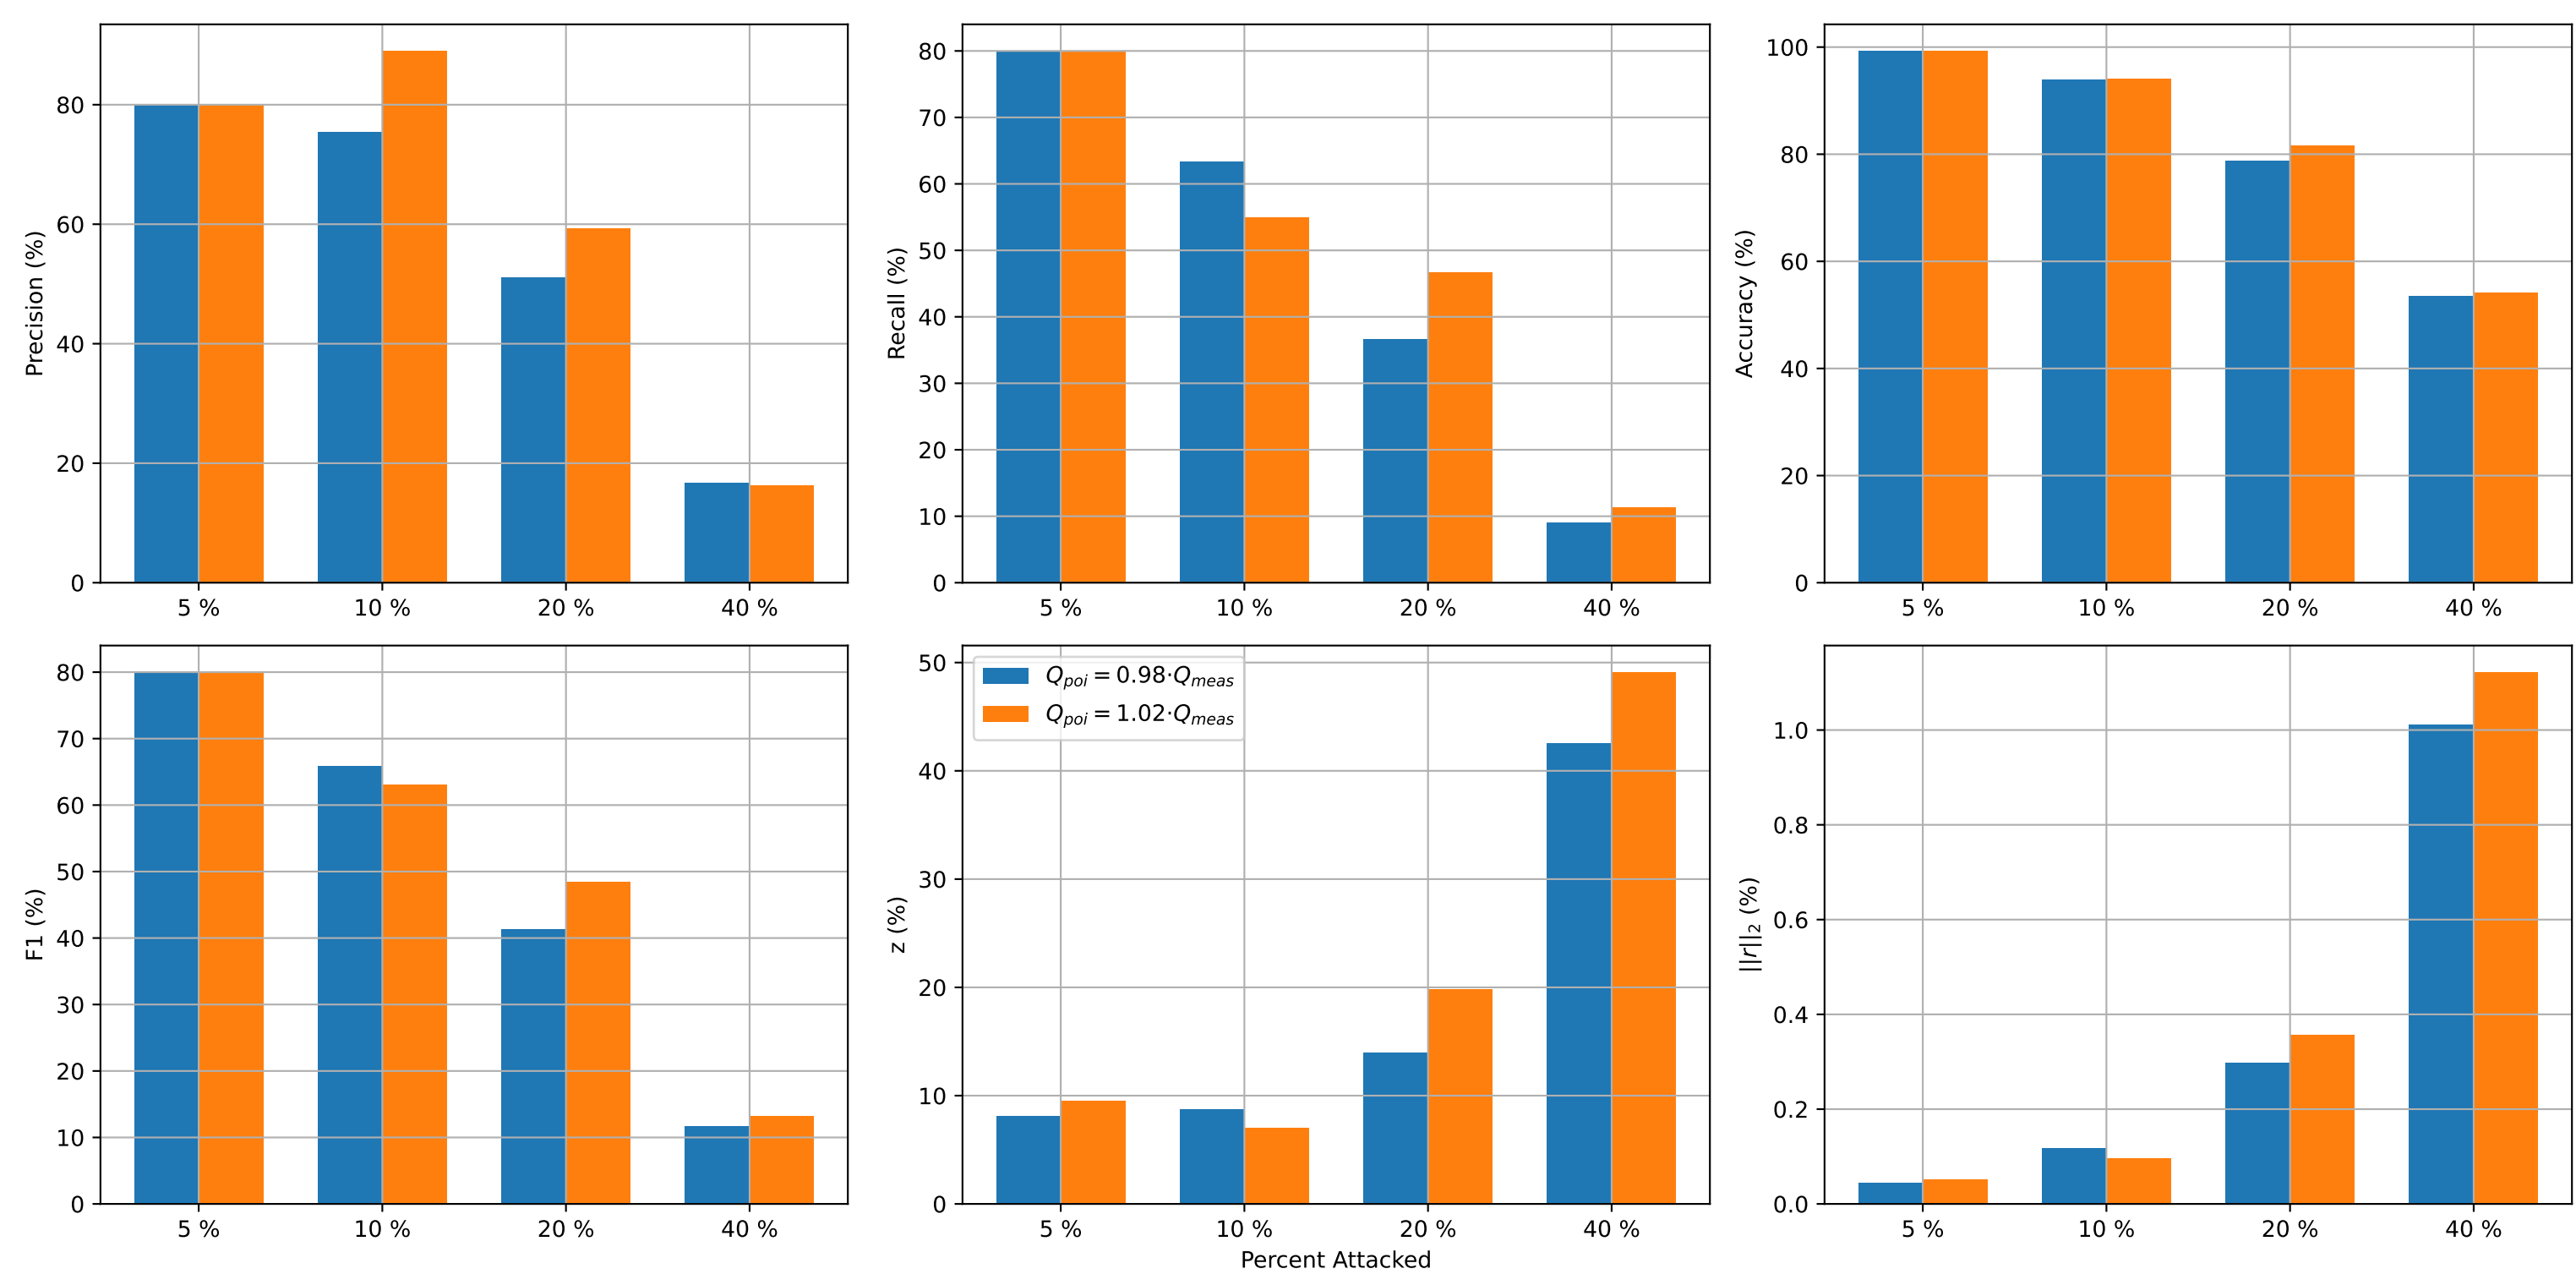 Precision (%)
80
60
40
20
0
5 % 10 % 20 % 40 %
Recall (%)
80
70
60
50
40
30
20
10
0
5 % 10 % 20 % 40 %
Accuracy (%)
100
80
60
40
20
0
5 % 10 % 20 % 40 %
F1 (%)
80
70
60
50
40
30
20
10
0
5 % 10 % 20 % 40 %
z (%)
50
40
30
20
10
0
Q_poi = 0.98·Q_meas
Q_poi = 1.02·Q_meas
5 % 10 % 20 % 40 %
Percent Attacked
||r||₂ (%)
1.0
0.8
0.6
0.4
0.2
0.0
5 % 10 % 20 % 40 %